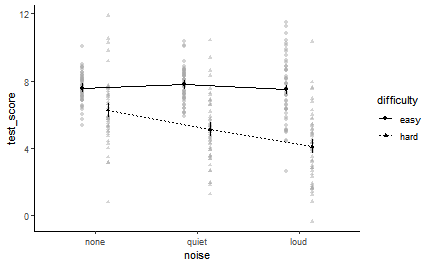 12
8
4
0
test_score
none
quiet
loud
noise
difficulty
easy
hard